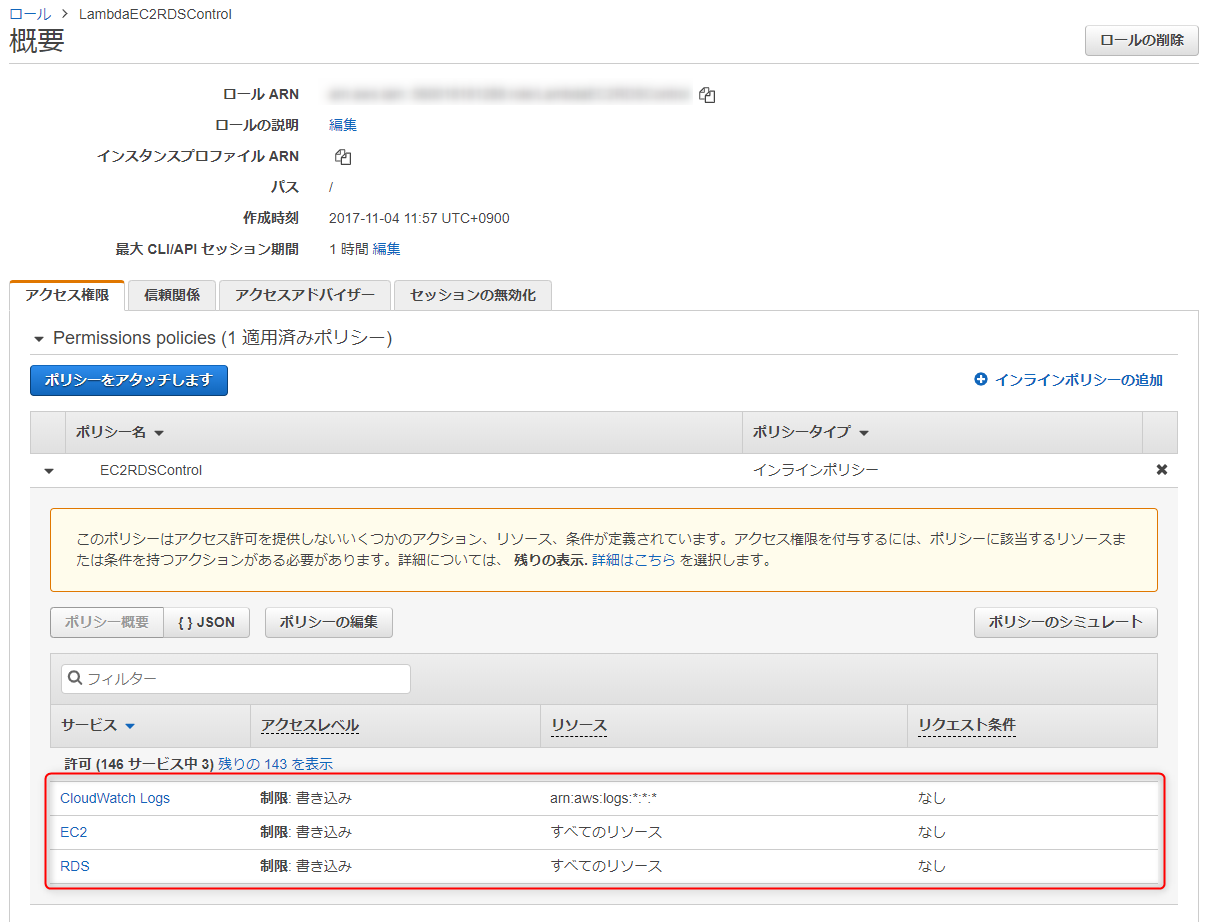 ロール > LambdaEC2RDSControl
概要
ロールの削除
ロール ARN
ロールの説明 編集
インスタンスプロファイル ARN
パス /
作成時刻 2017-11-04 11:57 UTC+0900
最大 CLI/API セッション期間 1 時間 編集
アクセス権限 信頼関係 アクセスアドバイザー セッションの無効化
Permissions policies (1 適用済みポリシー)
ポリシーをアタッチします インラインポリシーの追加
ポリシー名 ポリシータイプ
EC2RDSControl インラインポリシー
このポリシーはアクセス許可を提供しないいくつかのアクション、リソース、条件が定義されています。アクセス権限を付与するには、ポリシーに該当するリソースま
たは条件を持つアクションがある必要があります。詳細については、 残りの表示. 詳細はこちら を選択します。
ポリシー概要 { } JSON ポリシーの編集 ポリシーのシミュレート
フィルター
サービス アクセスレベル リソース リクエスト条件
許可 (146 サービス中 3) 残りの 143 を表示
CloudWatch Logs 制限: 書き込み arn:aws:logs:*:*:* なし
EC2 制限: 書き込み すべてのリソース なし
RDS 制限: 書き込み すべてのリソース なし